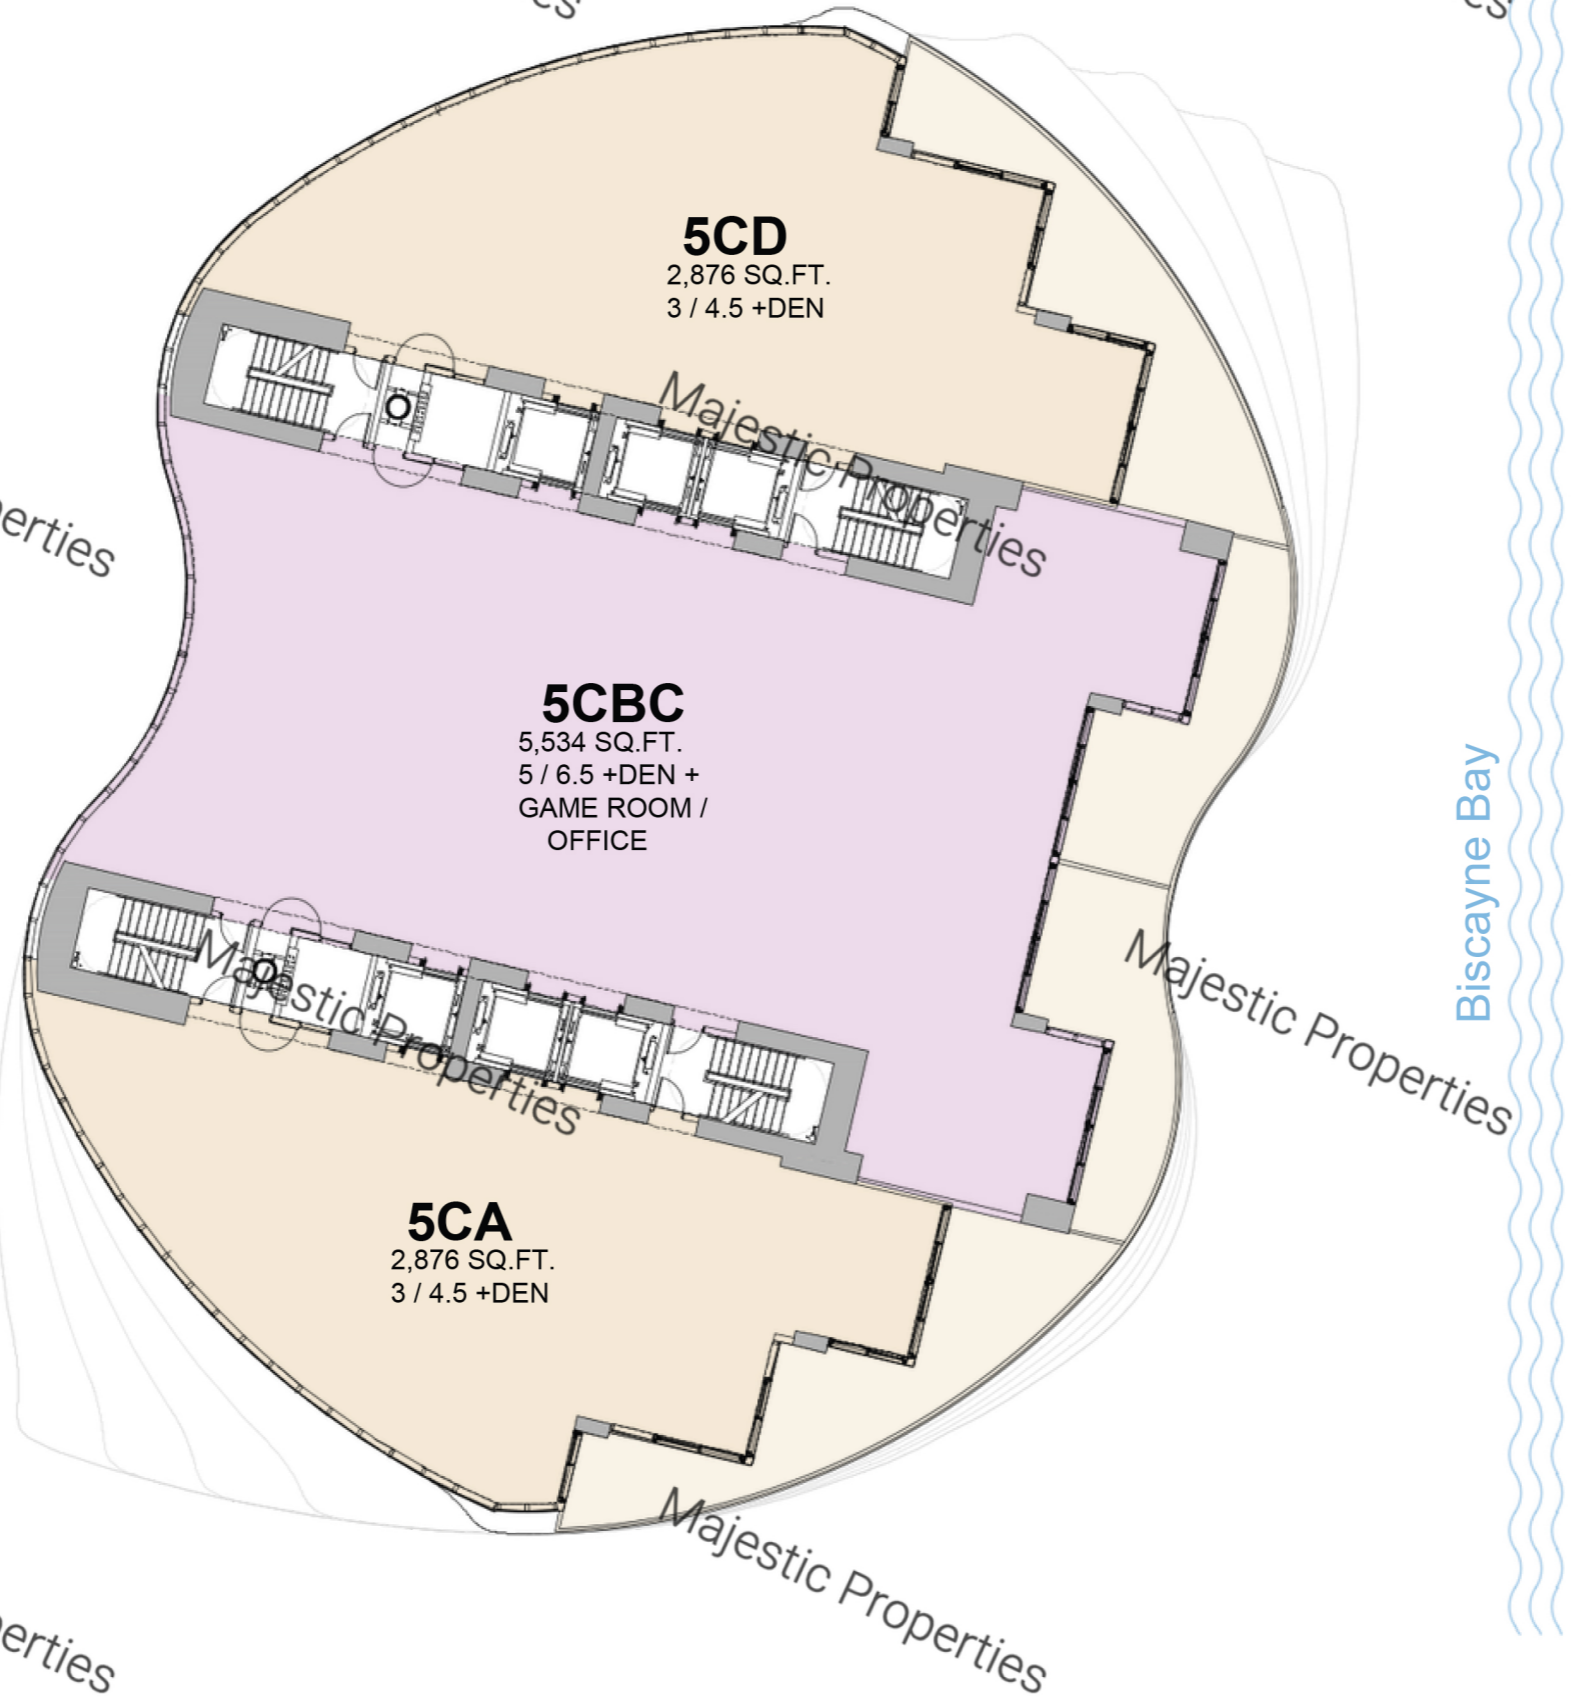 es
es
5CD
2,876 SQ.FT.
3 / 4.5 +DEN
Majestic Properties
erties
5CBC
5,534 SQ.FT.
5 / 6.5 +DEN +
GAME ROOM /
OFFICE
Biscayne Bay
Majestic Properties
Majestic Properties
5CA
2,876 SQ.FT.
3 / 4.5 +DEN
Majestic Properties
erties